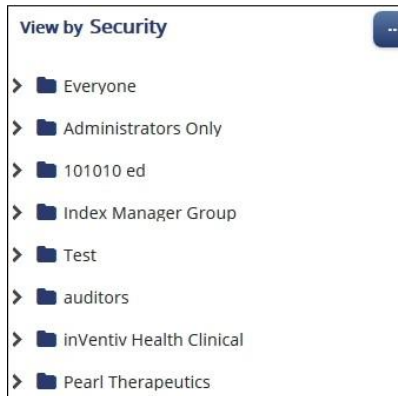 View by Security
...
Everyone
Administrators Only
101010 ed
Index Manager Group
Test
auditors
inVentiv Health Clinical
Pearl Therapeutics